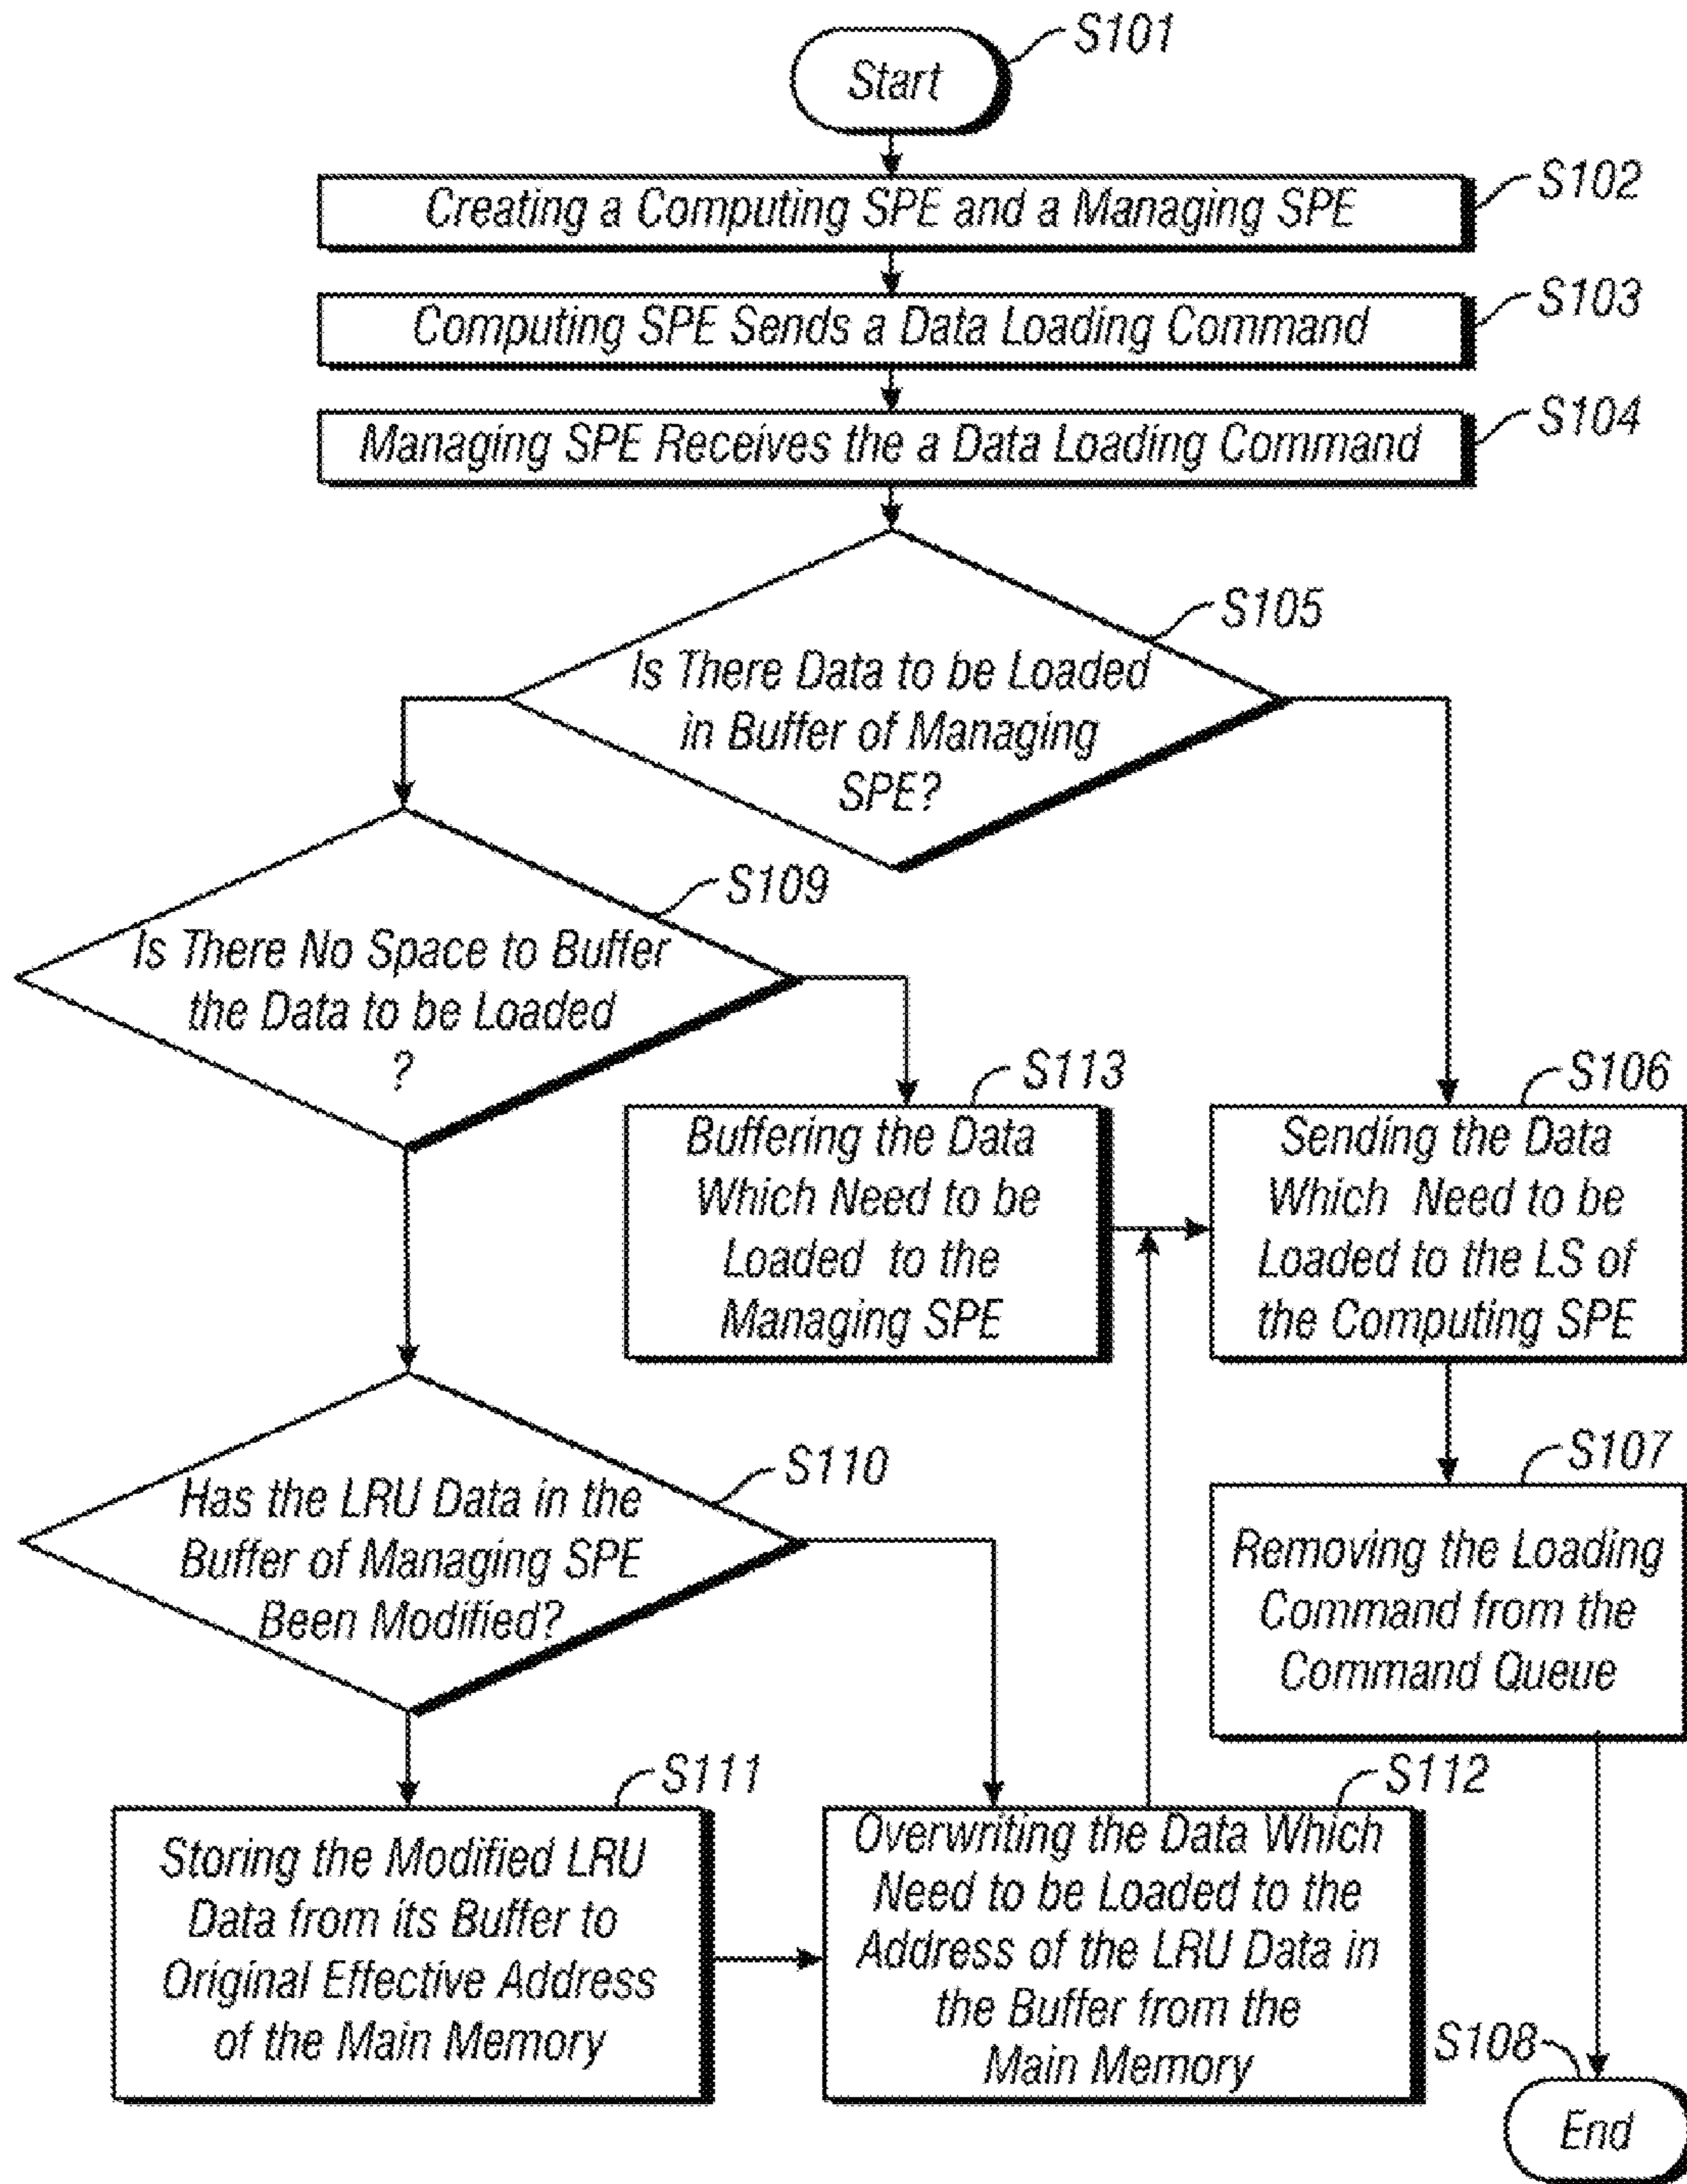 S101
Start
S102
Creating a Computing SPE and a Managing SPE
S103
Computing SPE Sends a Data Loading Command
S104
Managing SPE Receives the a Data Loading Command
S105
Is There Data to be Loaded
in Buffer of Managing
SPE?
S109
Is There No Space to Buffer
the Data to be Loaded
?
S113
Buffering the Data
Which Need to be
Loaded to the
Managing SPE
S106
Sending the Data
Which Need to be
Loaded to the LS of
the Computing SPE
S110
Has the LRU Data in the
Buffer of Managing SPE
Been Modified?
S107
Removing the Loading
Command from the
Command Queue
S111
Storing the Modified LRU
Data from its Buffer to
Original Effective Address
of the Main Memory
S112
Overwriting the Data Which
Need to be Loaded to the
Address of the LRU Data in
the Buffer from the
Main Memory
S108
End